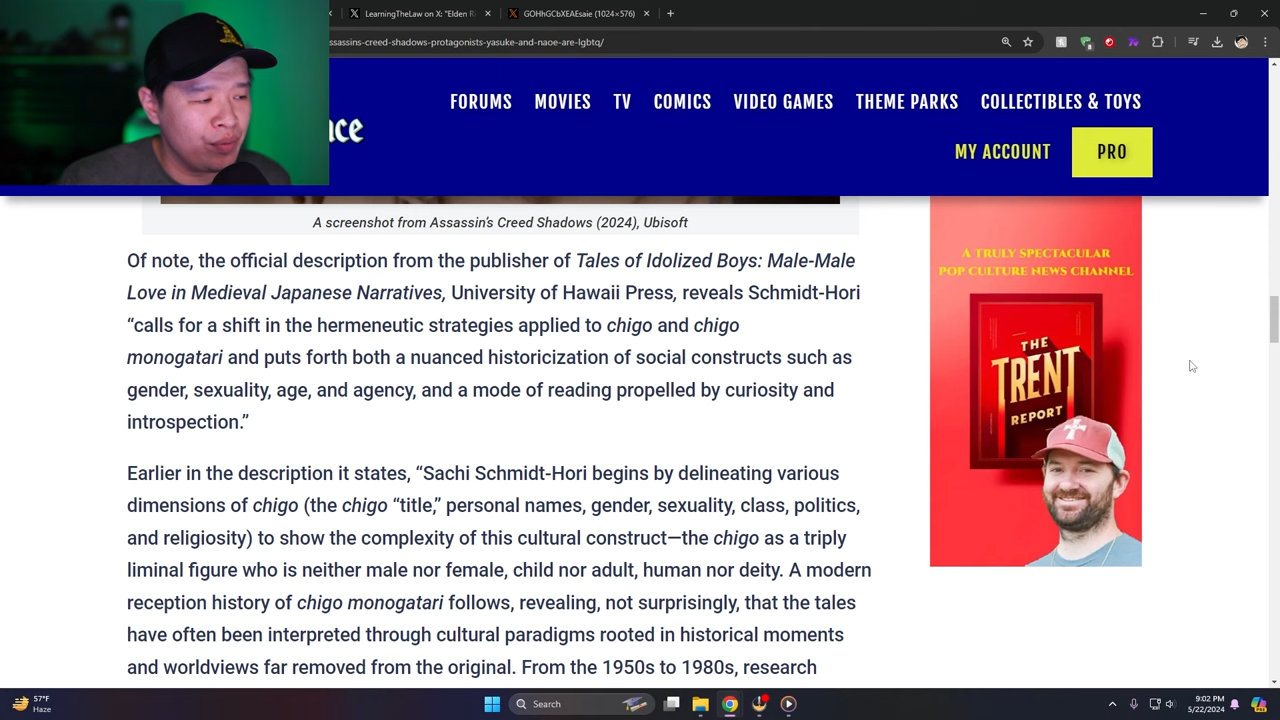 LearningTheLaw on X: "Elden R
GOHhGCbXEAEsaie (1024×576)
assassins-creed-shadows-protagonists-yasuke-and-naoe-are-lgbtq/
FORUMS MOVIES TV COMICS VIDEO GAMES THEME PARKS COLLECTIBLES & TOYS
MY ACCOUNT PRO
A screenshot from Assassin's Creed Shadows (2024), Ubisoft
Of note, the official description from the publisher of Tales of Idolized Boys: Male-Male
Love in Medieval Japanese Narratives, University of Hawaii Press, reveals Schmidt-Hori
“calls for a shift in the hermeneutic strategies applied to chigo and chigo
monogatari and puts forth both a nuanced historicization of social constructs such as
gender, sexuality, age, and agency, and a mode of reading propelled by curiosity and
introspection.”
Earlier in the description it states, “Sachi Schmidt-Hori begins by delineating various
dimensions of chigo (the chigo “title,” personal names, gender, sexuality, class, politics,
and religiosity) to show the complexity of this cultural construct—the chigo as a triply
liminal figure who is neither male nor female, child nor adult, human nor deity. A modern
reception history of chigo monogatari follows, revealing, not surprisingly, that the tales
have often been interpreted through cultural paradigms rooted in historical moments
and worldviews far removed from the original. From the 1950s to 1980s, research
A TRULY SPECTACULAR
POP CULTURE NEWS CHANNEL
THE
TRENT
REPORT
57°F
Haze
Search
9:02 PM
5/22/2024